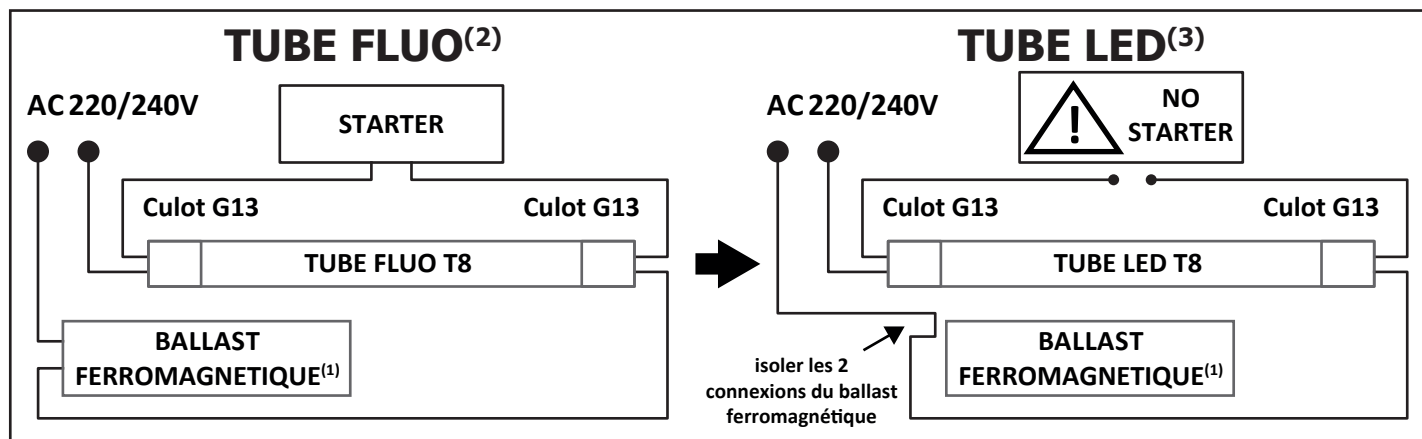 TUBE FLUO(2)
AC 220/240V
STARTER
Culot G13
Culot G13
TUBE FLUO T8
BALLAST
FERROMAGNETIQUE(1)
TUBE LED(3)
AC 220/240V
!
NO
STARTER
Culot G13
Culot G13
TUBE LED T8
isoler les 2
connexions du ballast
ferromagnétique
BALLAST
FERROMAGNETIQUE(1)